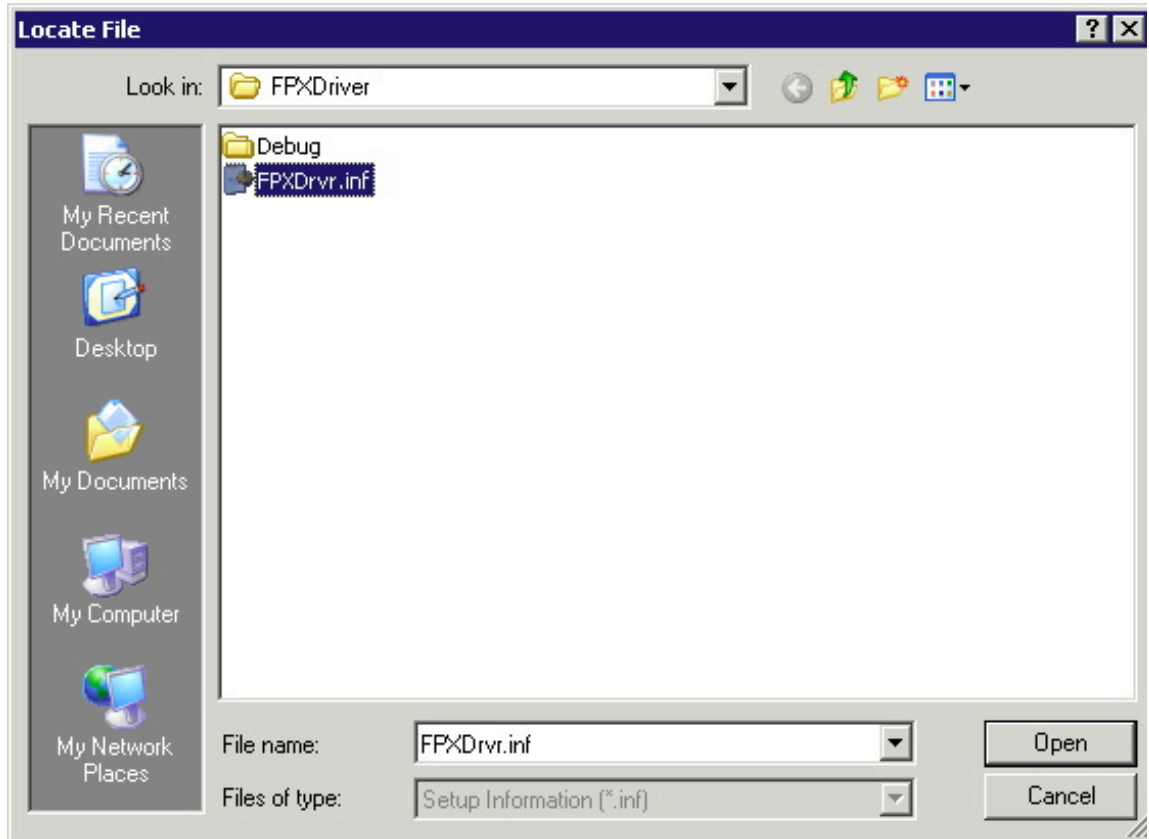 Locate File
Look in:
FPXDriver
Debug
FPXDrvr.inf
My Recent
Documents
Desktop
My Documents
My Computer
My Network
Places
File name:
FPXDrvr.inf
Open
Files of type:
Setup Information (*.inf)
Cancel